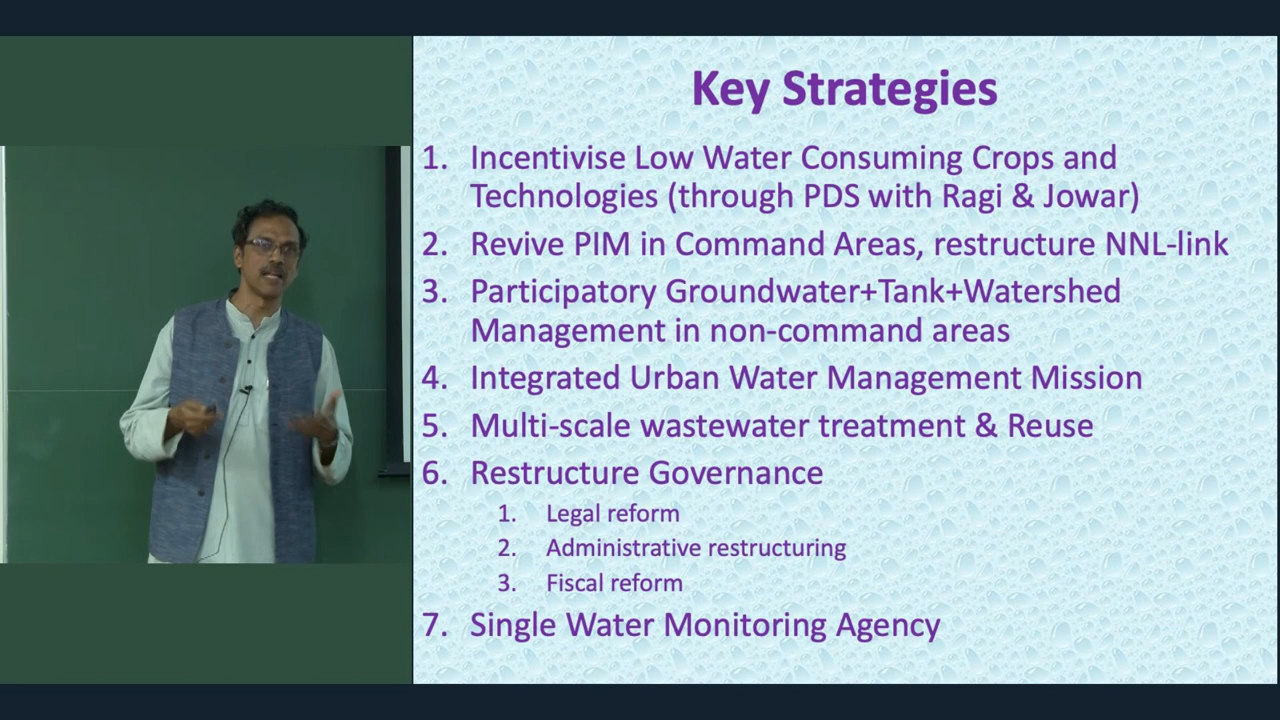 Key Strategies
1. Incentivise Low Water Consuming Crops and
Technologies (through PDS with Ragi & Jowar)
2. Revive PIM in Command Areas, restructure NNL-link
3. Participatory Groundwater+Tank+Watershed
Management in non-command areas
4. Integrated Urban Water Management Mission
5. Multi-scale wastewater treatment & Reuse
6. Restructure Governance
1. Legal reform
2. Administrative restructuring
3. Fiscal reform
7. Single Water Monitoring Agency